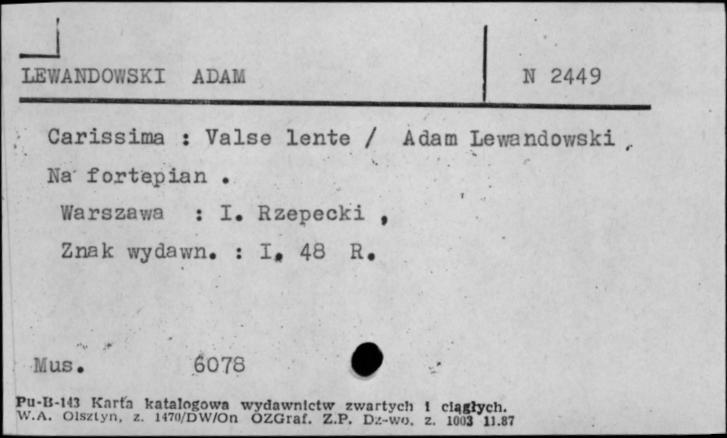 LEWANDOWSKI ADAM N 2449
Carissima : Valse lente / Adam Lewandowski,
Na fortepian .
Warszawa : I. Rzepecki ,
Znak wydawn. : I. 48 R.
Mus. 6078
Pu-B-143 Karta katalogowa wydawnictw zwartych i ciągłych.
W.A. Olsztyn, z. 1470/DW/On OZGraf. Z.P. Dz-wo, z. 1003 11.87